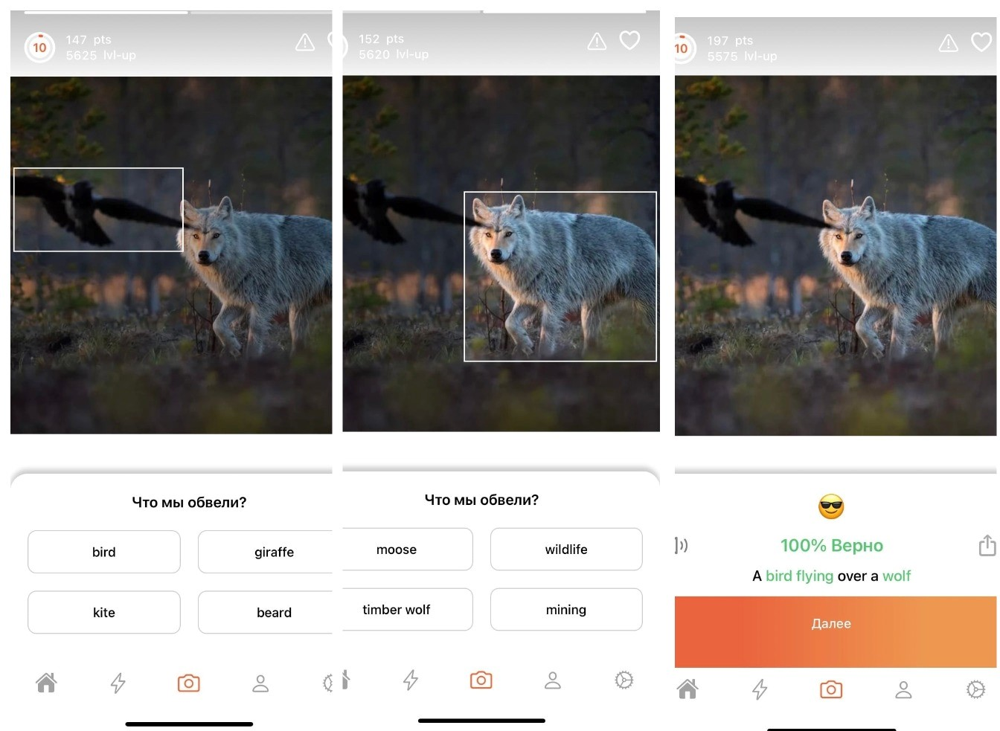 10
147 pts
5625 lvl-up
Что мы обвели?
bird
giraffe
kite
beard
152 pts
5620 lvl-up
Что мы обвели?
moose
wildlife
timber wolf
mining
10
197 pts
5575 lvl-up
100% Верно
A bird flying over a wolf
Далее